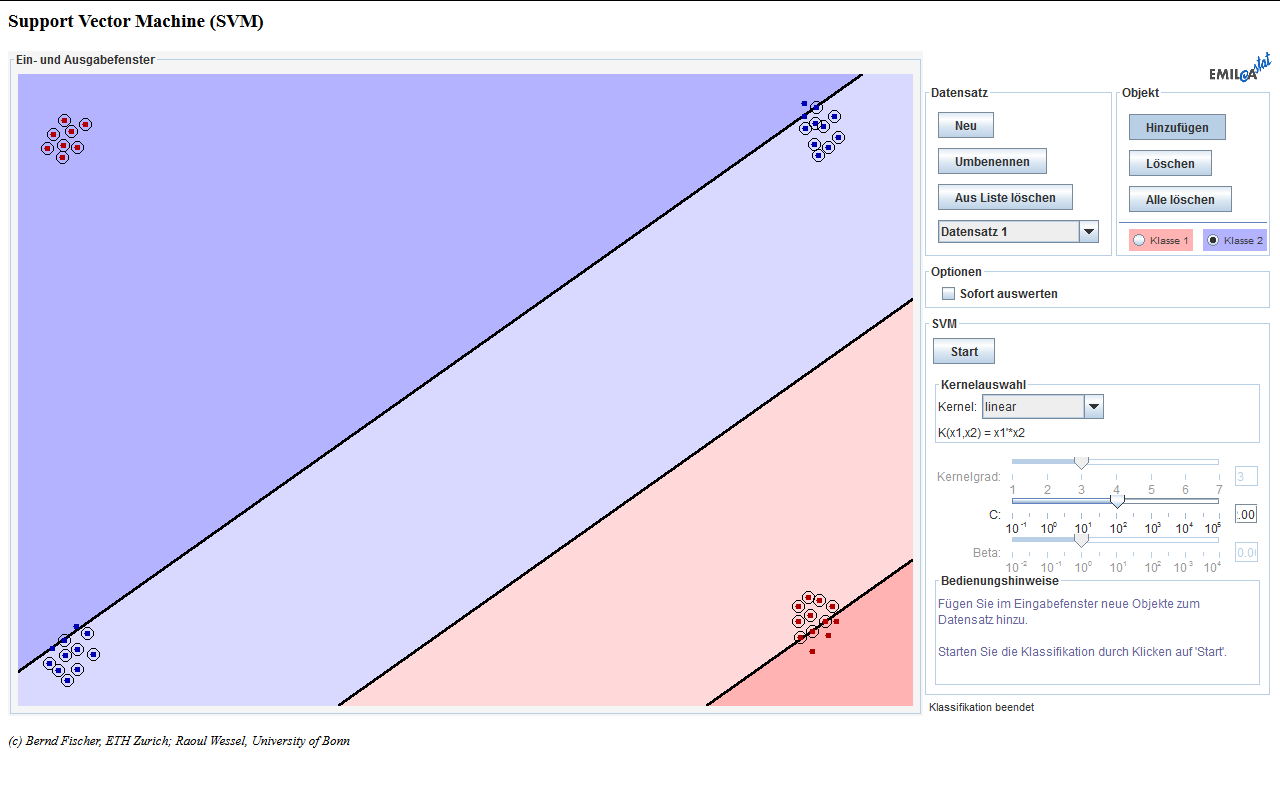 Support Vector Machine (SVM)
Ein- und Ausgabefenster
EMILeAstat
Datensatz
Neu
Umbenennen
Aus Liste löschen
Datensatz 1
Objekt
Hinzufügen
Löschen
Alle löschen
Klasse 1 Klasse 2
Optionen
Sofort auswerten
SVM
Start
Kernelauswahl
Kernel: linear
K(x1,x2) = x1'*x2
Kernelgrad: 3
1 2 3 4 5 6 7
C: .00
10^-1 10^0 10^1 10^2 10^3 10^4 10^5
Beta: 0.0
10^-2 10^-1 10^0 10^1 10^2 10^3 10^4
Bedienungshinweise
Fügen Sie im Eingabefenster neue Objekte zum
Datensatz hinzu.
Starten Sie die Klassifikation durch Klicken auf 'Start'.
Klassifikation beendet
(c) Bernd Fischer, ETH Zurich; Raoul Wessel, University of Bonn